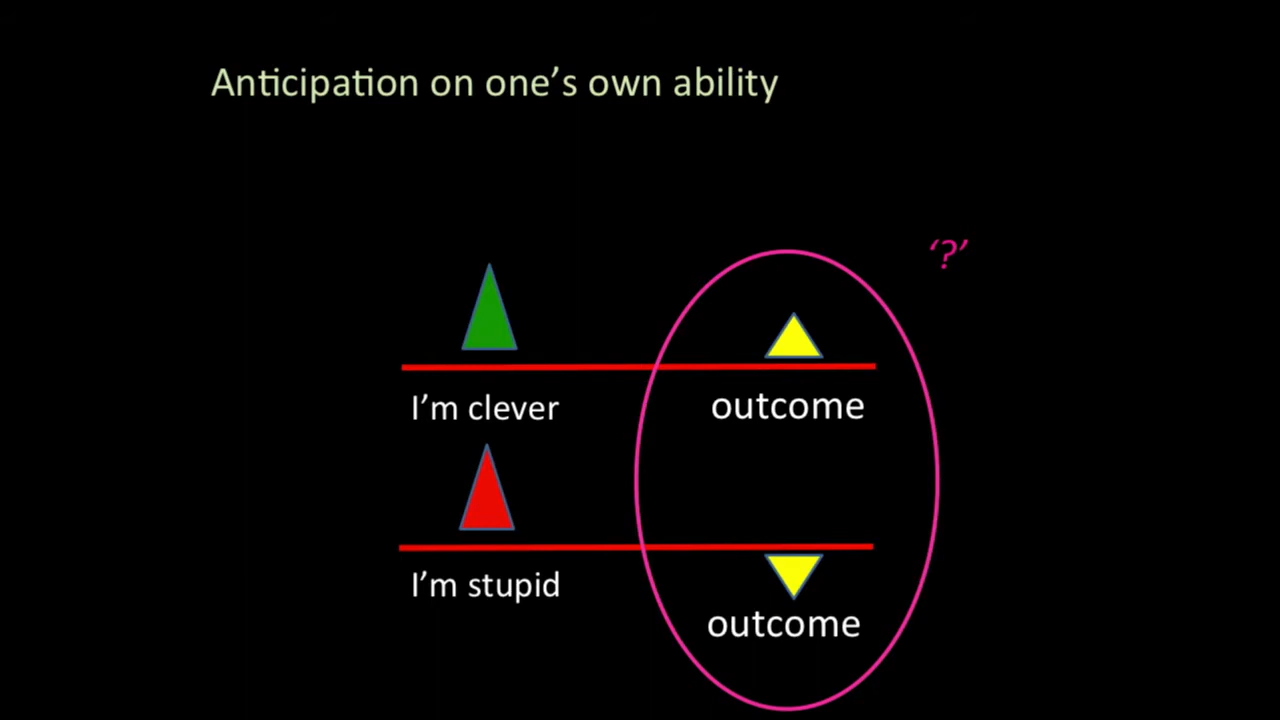 Anticipation on one’s own ability
‘?’
I’m clever
outcome
I’m stupid
outcome